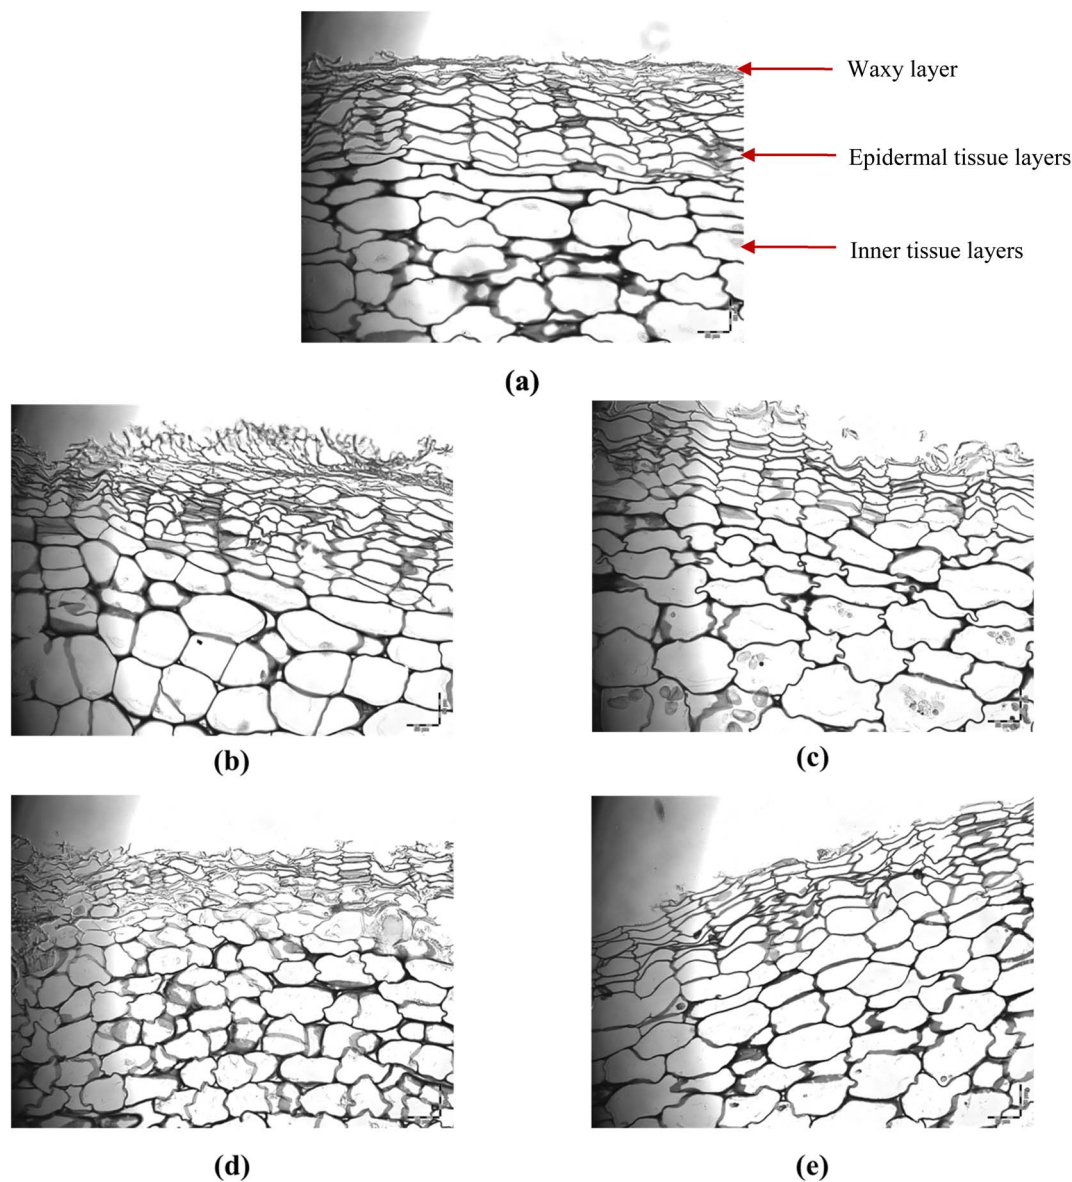 Waxy layer
Epidermal tissue layers
Inner tissue layers
(a)
(b)
(c)
(d)
(e)